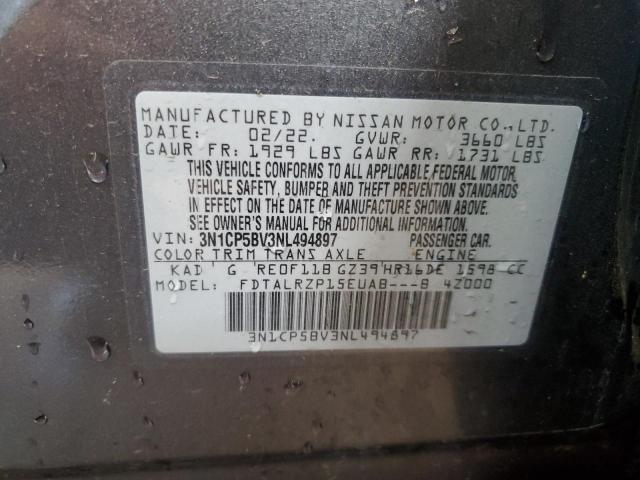 MANUFACTURED BY NISSAN MOTOR CO.,LTD.
DATE: 02/22. GVWR: 3660 LBS
GAWR FR: 1929 LBS GAWR RR: 1731 LBS
THIS VEHICLE CONFORMS TO ALL APPLICABLE FEDERAL MOTOR
VEHICLE SAFETY, BUMPER AND THEFT PREVENTION STANDARDS
IN EFFECT ON THE DATE OF MANUFACTURE SHOWN ABOVE.
SEE OWNER'S MANUAL FOR ADDITIONAL INFORMATION.
VIN: 3N1CP5BV3NL494897 PASSENGER CAR.
COLOR TRIM TRANS AXLE ENGINE
KAD G RE0F11B GZ39 HR16DE 1598 CC
MODEL: FDTALRZP15EUAB---B 4Z000
3N1CP5BV3NL494897